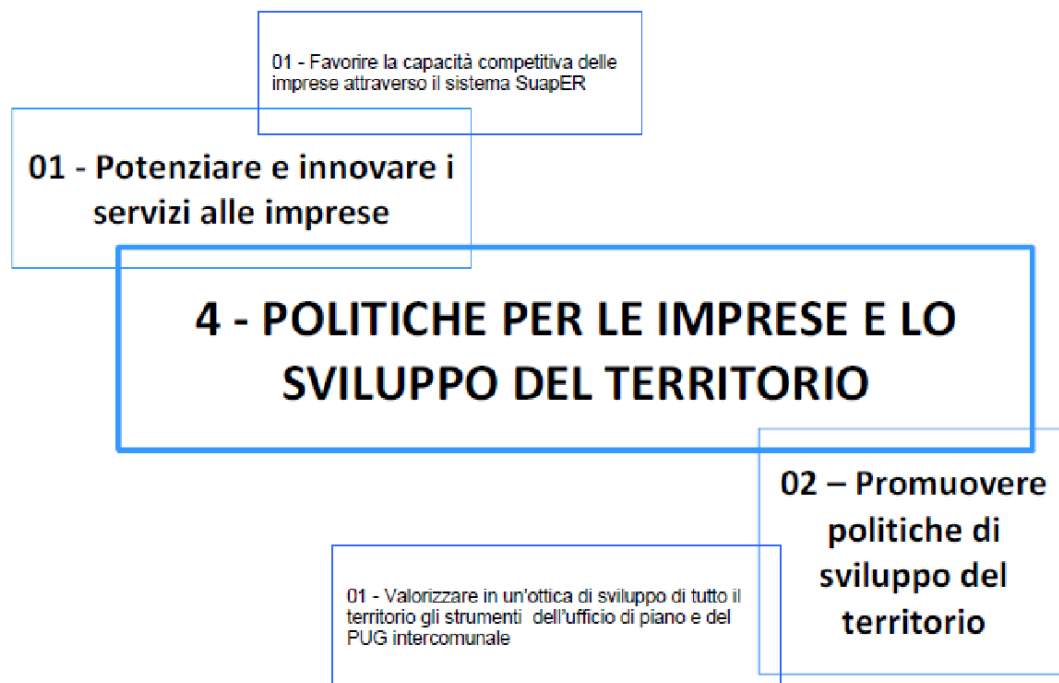 01 - Favorire la capacità competitiva delle
imprese attraverso il sistema SuapER
01 - Potenziare e innovare i
servizi alle imprese
4 - POLITICHE PER LE IMPRESE E LO
SVILUPPO DEL TERRITORIO
02 – Promuovere
politiche di
sviluppo del
territorio
01 - Valorizzare in un'ottica di sviluppo di tutto il
territorio gli strumenti dell'ufficio di piano e del
PUG intercomunale